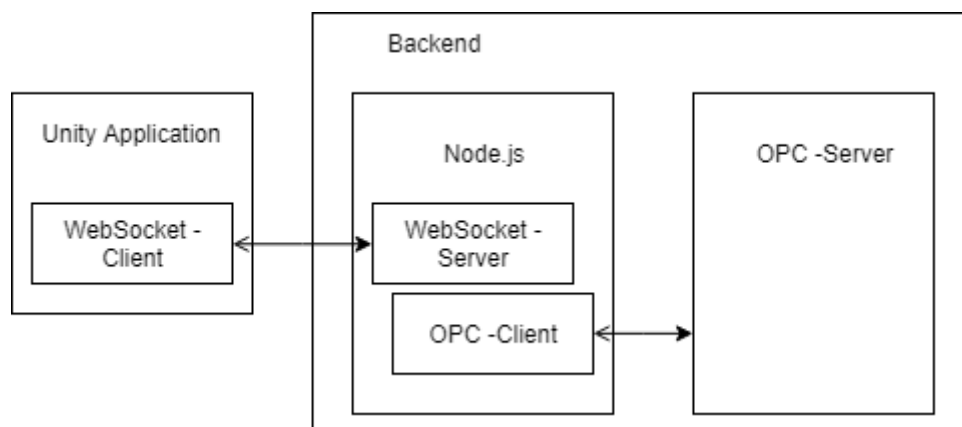 Backend
Unity Application
Node.js
OPC -Server
WebSocket -
Client
WebSocket -
Server
OPC -Client